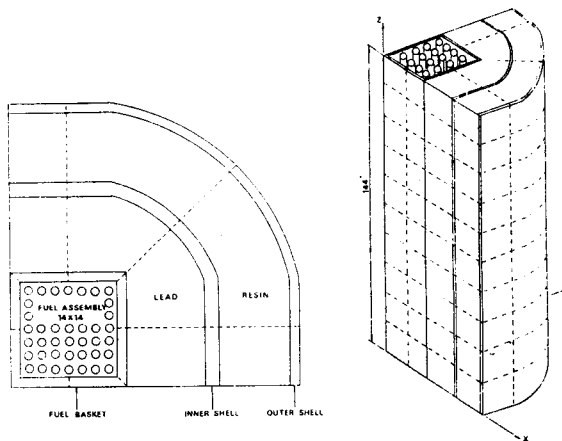 FUEL ASSEMBLY
14X14
LEAD
RESIN
FUEL BASKET
INNER SHELL
OUTER SHELL
Z
144"
X